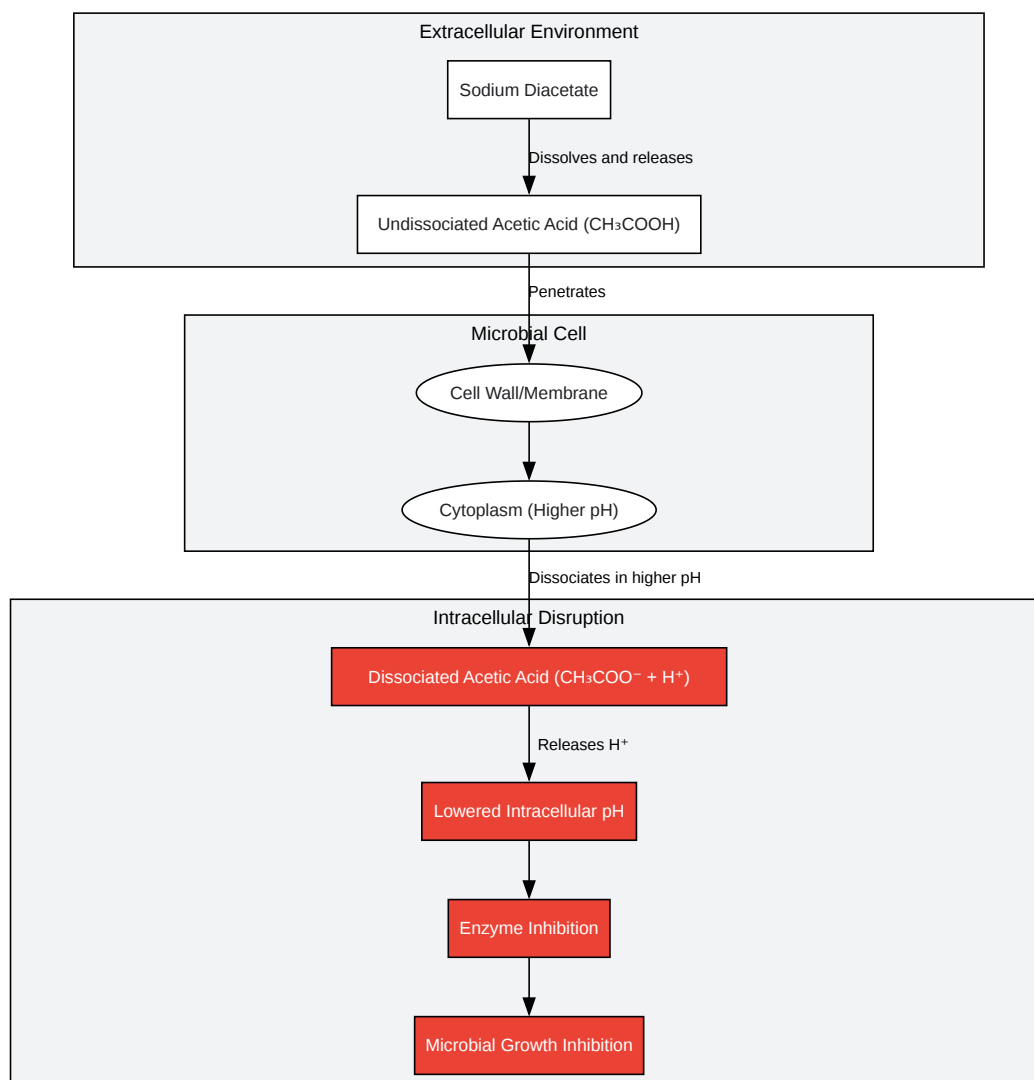 Extracellular Environment
Sodium Diacetate
Dissolves and releases
Undissociated Acetic Acid (CH₃COOH)
Penetrates
Microbial Cell
Cell Wall/Membrane
Cytoplasm (Higher pH)
Dissociates in higher pH
Intracellular Disruption
Dissociated Acetic Acid (CH₃COO⁻ + H⁺)
Releases H⁺
Lowered Intracellular pH
Enzyme Inhibition
Microbial Growth Inhibition